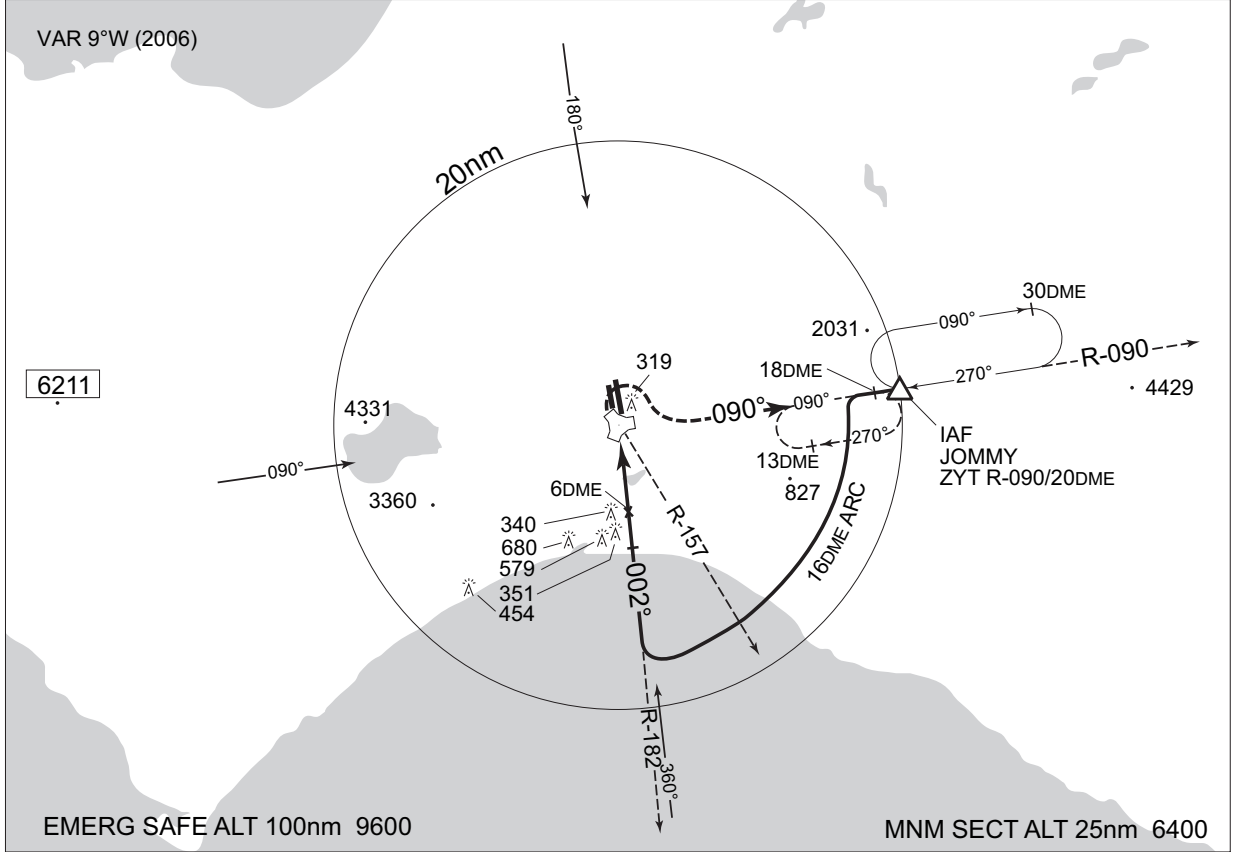 VAR 9°W (2006)
180°
20nm
30DME
090°
2031
R-090
319
18DME
270°
6211
4429
4331
090°
090°
IAF
JOMMY
ZYT R-090/20DME
270°
090°
13DME
827
6DME
3360
R-157
340
680
579
351
454
16DME ARC
002°
R-182
360°
EMERG SAFE ALT 100nm 9600
MNM SECT ALT 25nm 6400